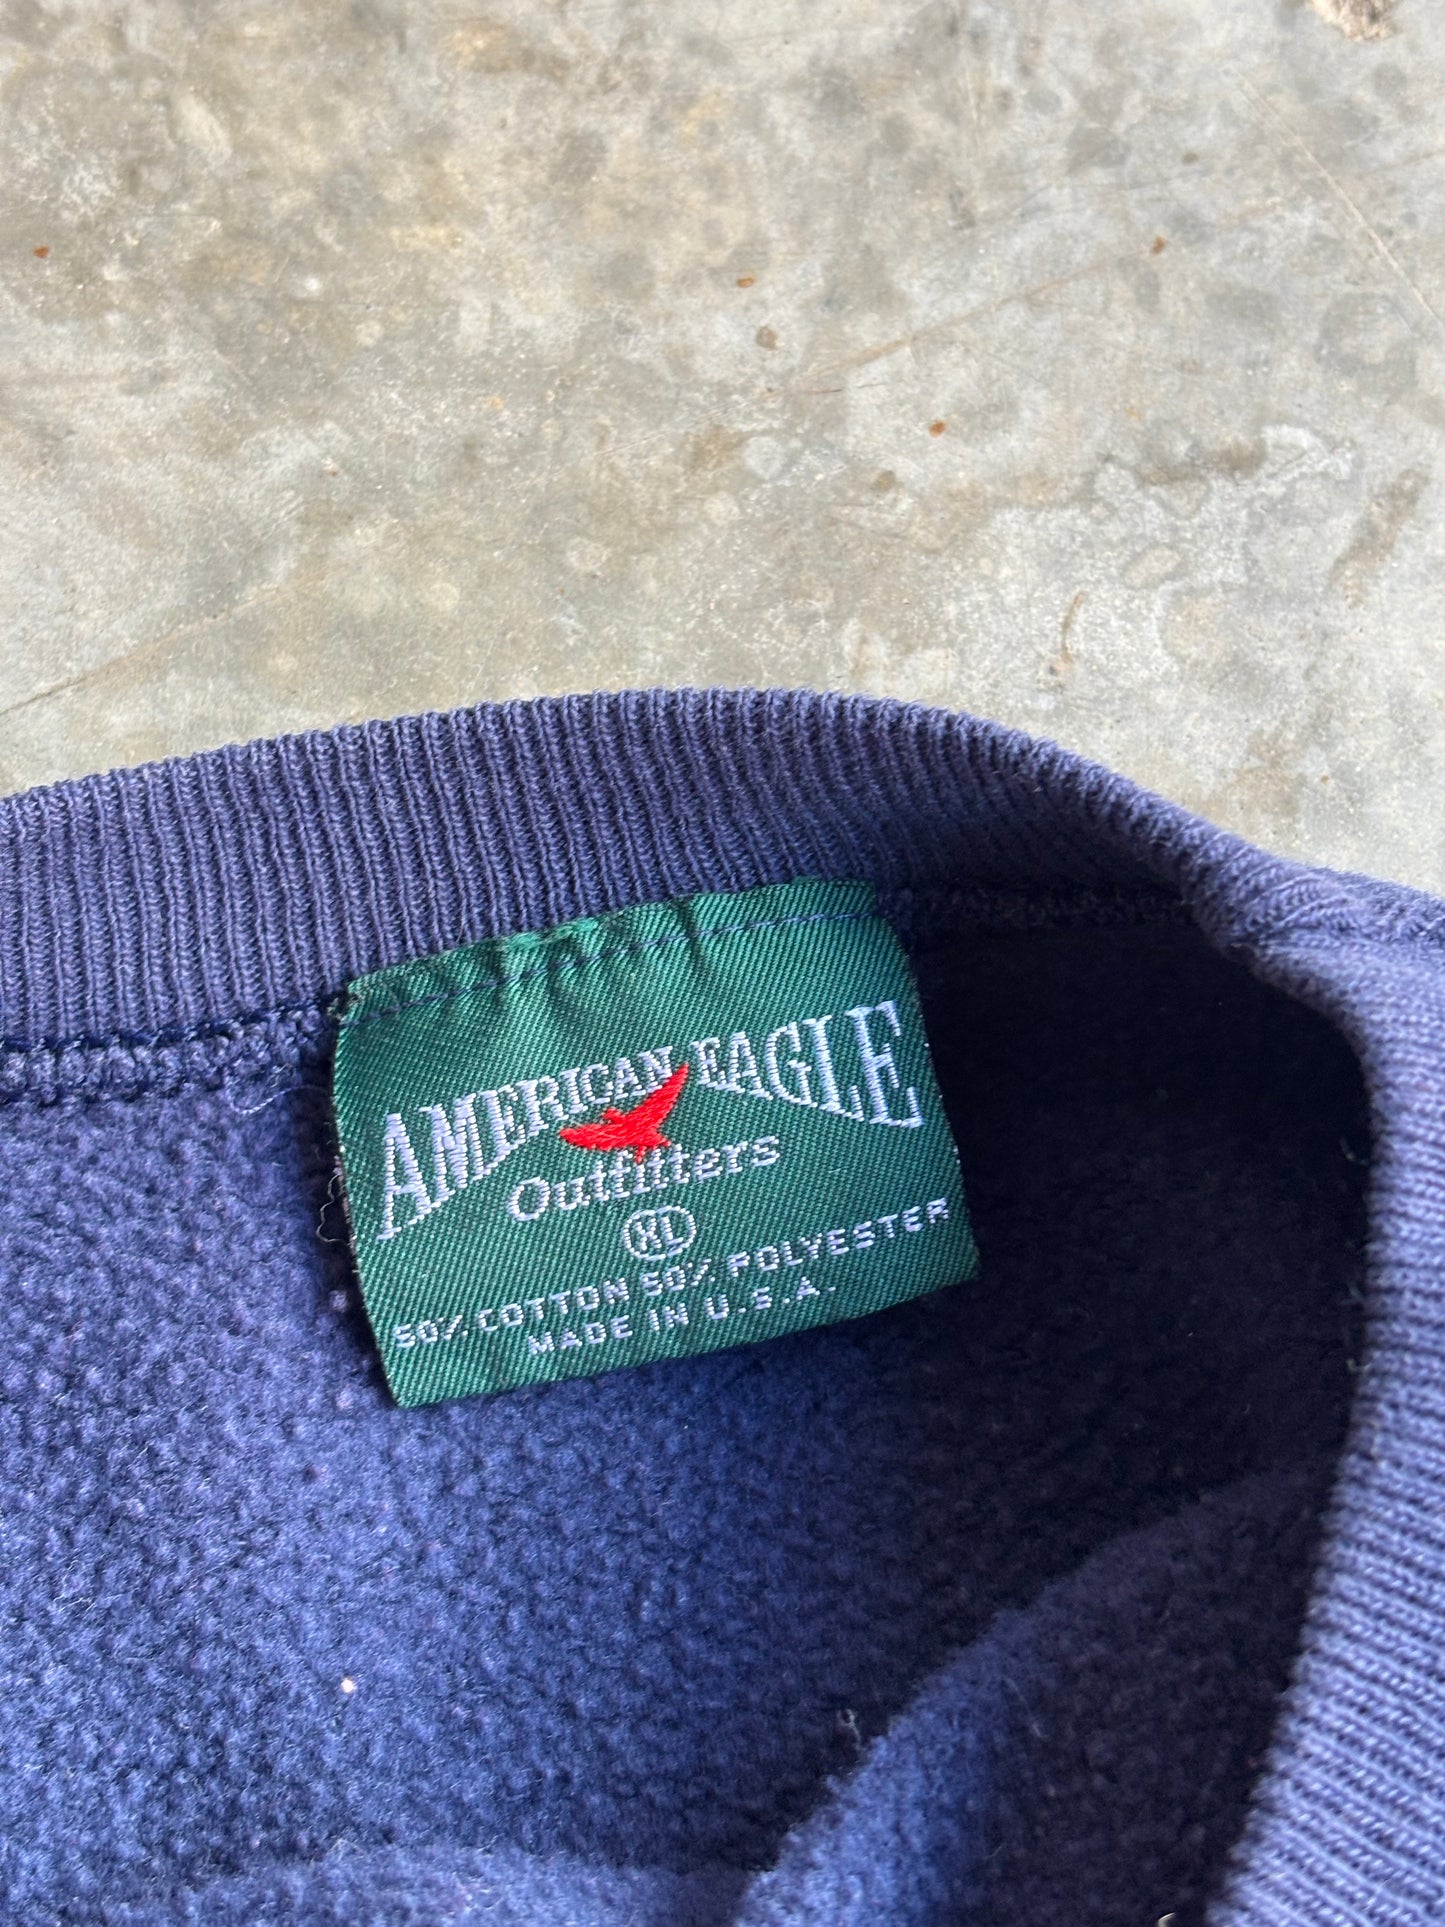 AMERICAN EAGLE
Outfitters
XL
50% COTTON 50% POLYESTER
MADE IN U.S.A.